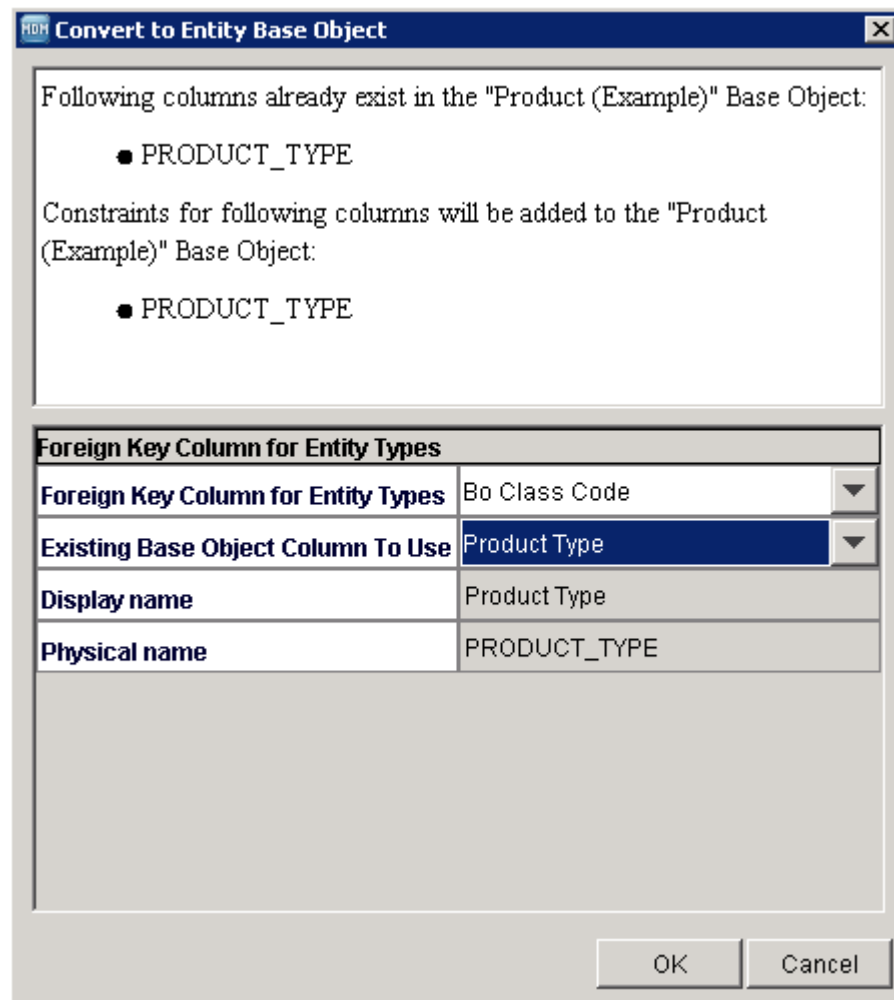 MDM Convert to Entity Base Object
Following columns already exist in the "Product (Example)" Base Object:
● PRODUCT_TYPE
Constraints for following columns will be added to the "Product
(Example)" Base Object:
● PRODUCT_TYPE
Foreign Key Column for Entity Types
Foreign Key Column for Entity Types Bo Class Code
Existing Base Object Column To Use Product Type
Display name Product Type
Physical name PRODUCT_TYPE
OK Cancel